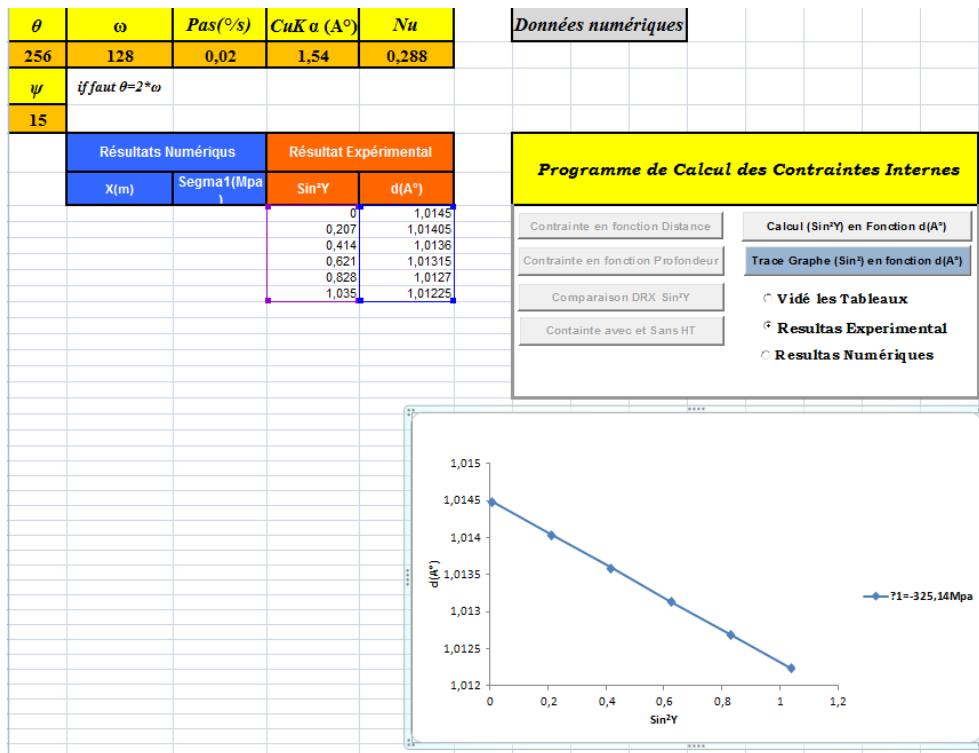 θ ω Pas(°/s) CuK α (A°) Nu Données numériques
256 128 0,02 1,54 0,288
ψ if faut θ=2*ω
15
Résultats Numériqus Résultat Expérimental
X(m) Segma1(Mpa) Sin²Y d(A°)
0 1,0145
0,207 1,01405
0,414 1,0136
0,621 1,01315
0,828 1,0127
1,035 1,01225
Programme de Calcul des Contraintes Internes
Contrainte en fonction Distance Calcul (Sin²Y) en Fonction d(A°)
Contrainte en fonction Profondeur Trace Graphe (Sin²) en fonction d(A°)
Comparaison DRX Sin²Y Vidé les Tableaux
Containte avec et Sans HT Resultas Experimental
Resultas Numériques
1,015
1,0145
1,014
1,0135
1,013
1,0125
1,012
d(A°)
0 0,2 0,4 0,6 0,8 1 1,2
Sin²Y
?1=-325,14Mpa